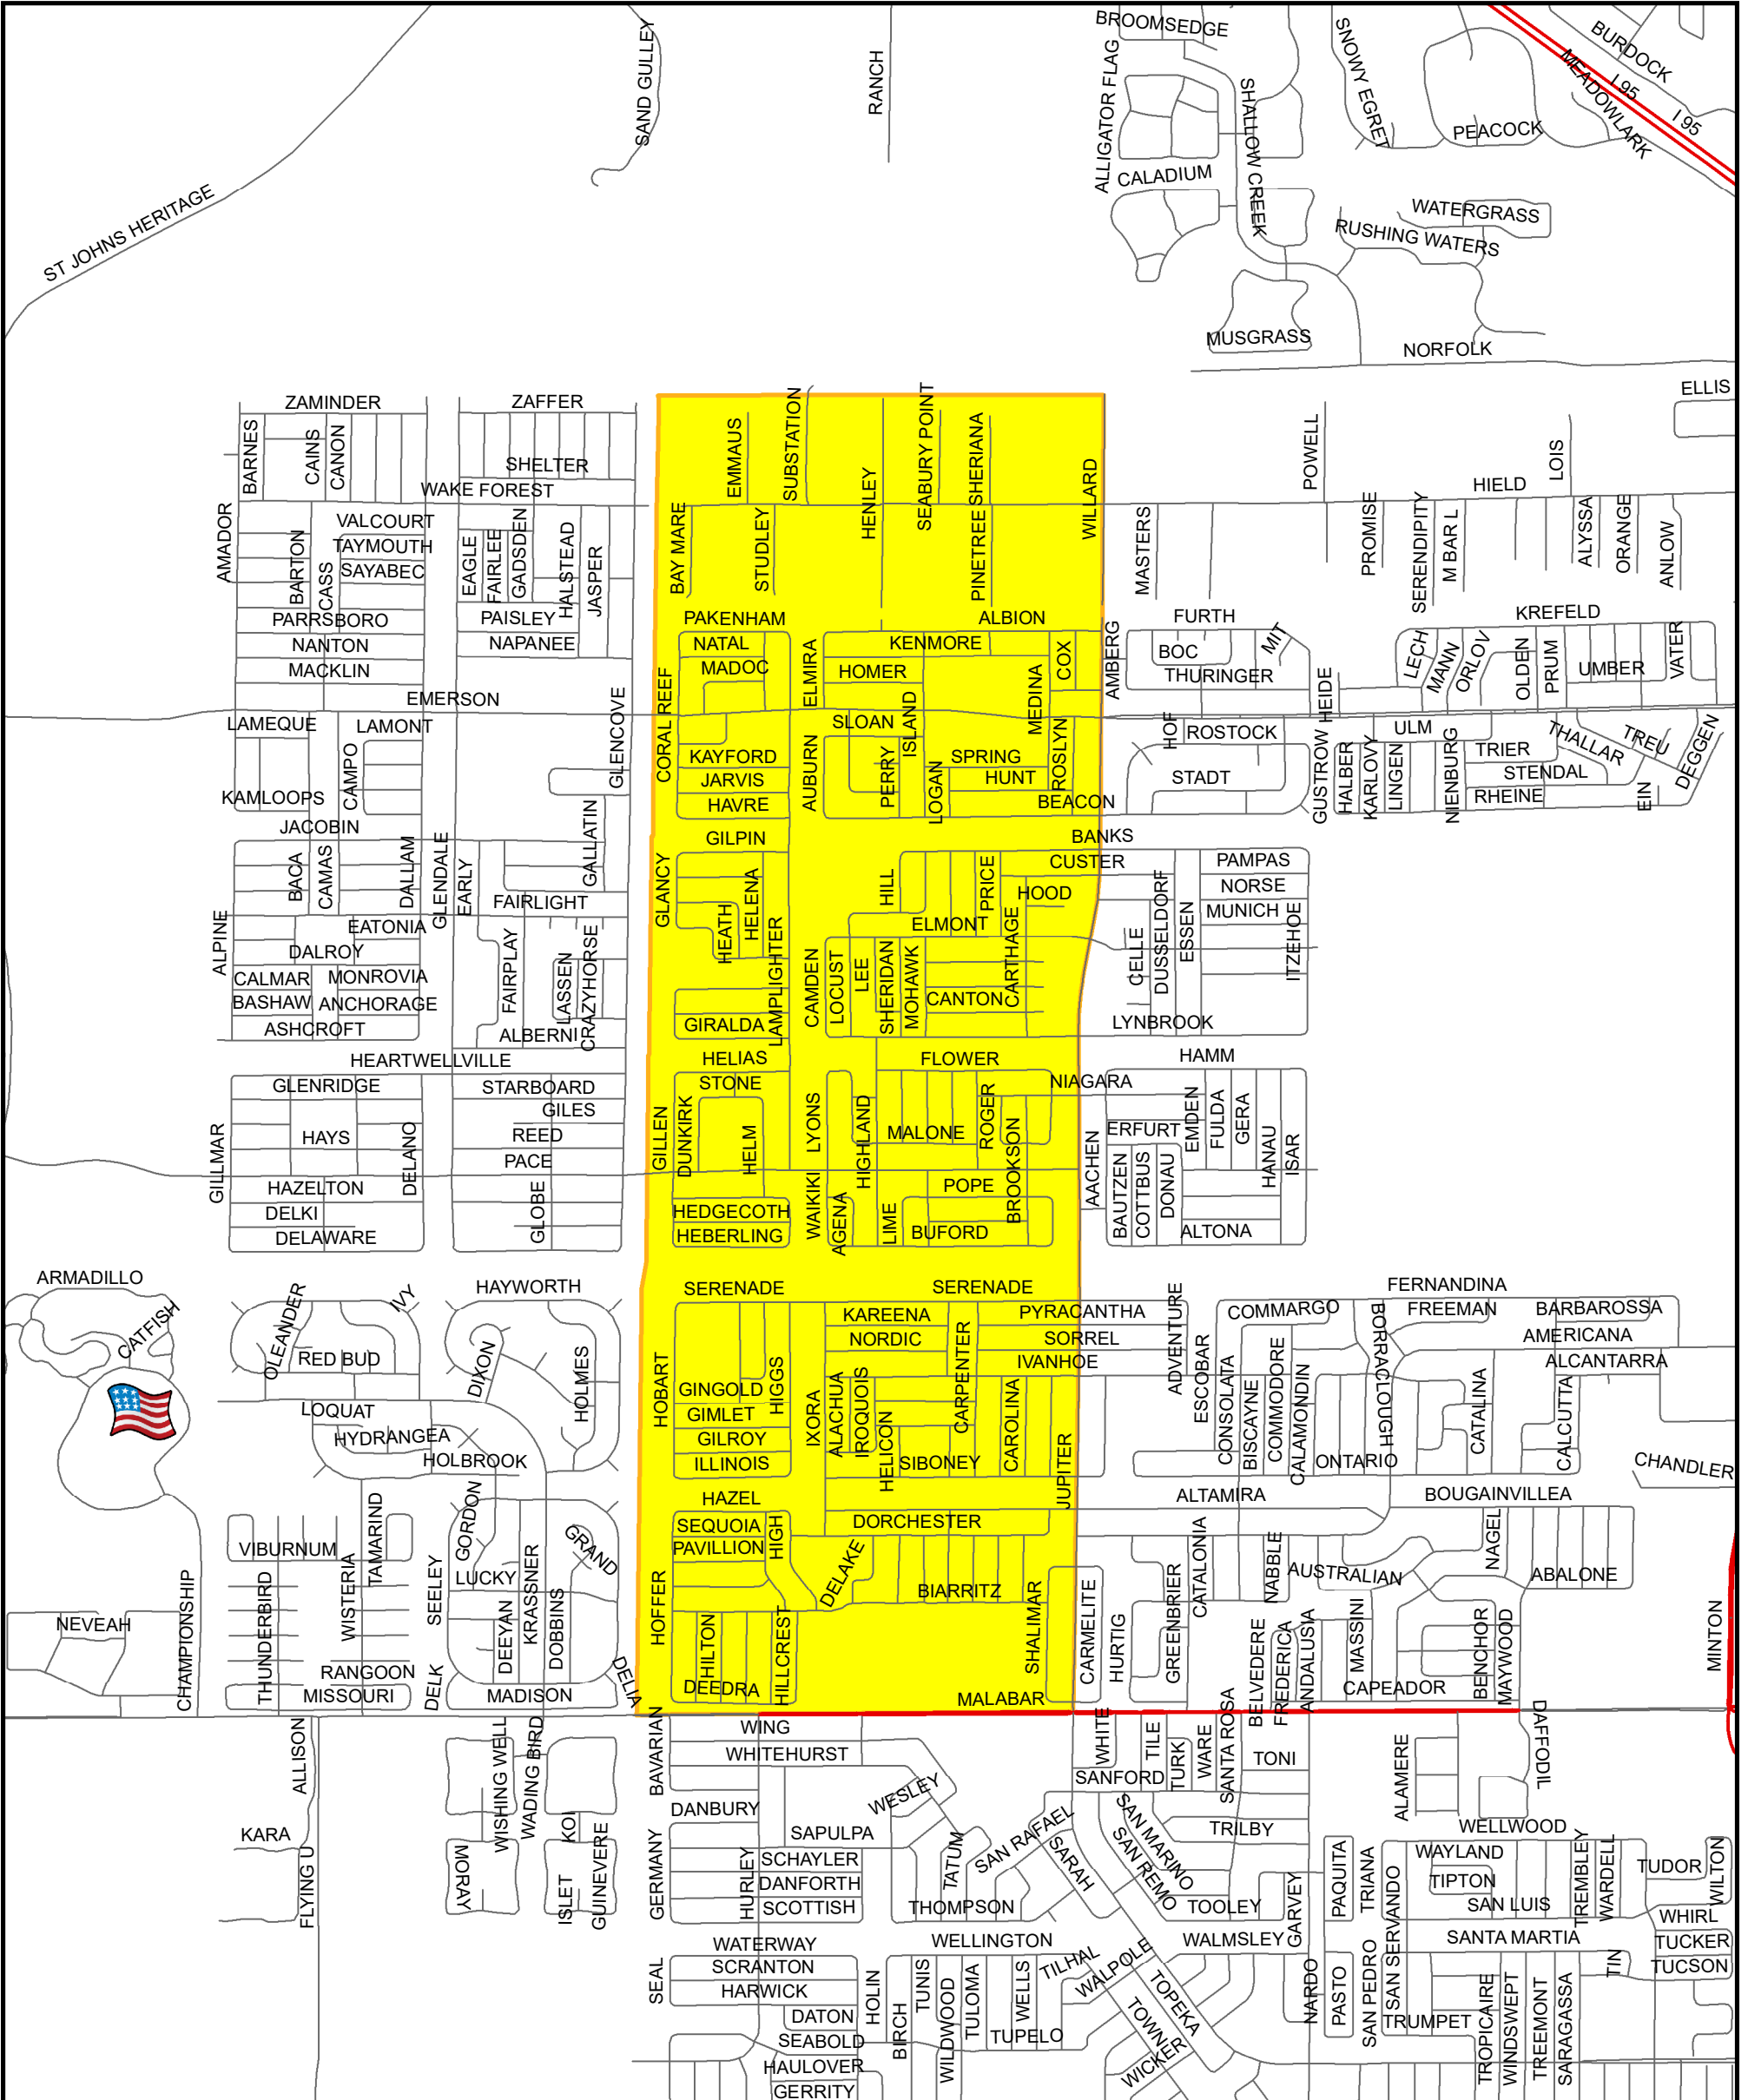 BROOMSEDGE
SAND GULLEY
RANCH
ALLIGATOR FLAG
SHALLOW CREEK
SNOWY EGRET
BURDOCK
MEADOWLARK
I 95
I 95
PEACOCK
CALADIUM
ST JOHNS HERITAGE
WATERGRASS
RUSHING WATERS
MUSGRASS
NORFOLK
ELLIS
ZAMINDER
ZAFFER
BARNES
CAINS
CANON
SHELTER
WAKE FOREST
EMMAUS
SUBSTATION
HENLEY
SEABURY POINT
SHERIANA
WILLARD
POWELL
LOIS
HIELD
AMADOR
VALCOURT
TAYMOUTH
SAYABEC
BARTON
CASS
EAGLE
FAIRLEE
GADSDEN
HALSTEAD
JASPER
BAY MARE
STUDLEY
PINETREE
MASTERS
PROMISE
SERENDIPITY
M BAR L
ALYSSA
ORANGE
ANLOW
PARRSBORO
NANTON
MACKLIN
PAISLEY
NAPANEE
PAKENHAM
NATAL
MADOC
ALBION
KENMORE
HOMER
ELMIRA
COX
MEDINA
AMBERG
FURTH
BOC
MIT
THURINGER
KREFELD
LECH
MANN
ORLOV
OLDEN
PRUM
UMBER
VATER
EMERSON
LAMEQUE
LAMONT
CAMPO
KAMLOOPS
GLENCOVE
CORAL REEF
SLOAN
ISLAND
KAYFORD
JARVIS
HAVRE
AUBURN
PERRY
LOGAN
SPRING
HUNT
ROSLYN
BEACON
HOF
ROSTOCK
STADT
HEIDE
GUSTROW
HALBER
KARLOVY
LINGEN
ULM
NIENBURG
TRIER
STENDAL
RHEINE
THALLAR
TREU
DEGGEN
EIN
JACOBIN
BACA
CAMAS
DALLAM
GLENDALE
EARLY
GALLATIN
FAIRLIGHT
GILPIN
GLANCY
HEATH
HELENA
LAMPLIGHTER
BANKS
CUSTER
HILL
PRICE
HOOD
ELMONT
PAMPAS
NORSE
MUNICH
ALPINE
EATONIA
DALROY
CALMAR
MONROVIA
BASHAW
ANCHORAGE
ASHCROFT
FAIRPLAY
LASSEN
CRAZYHORSE
ALBERNI
CAMDEN
LOCUST
LEE
SHERIDAN
MOHAWK
CANTON
CARTHAGE
CELLE
DUSSELDORF
ESSEN
ITZEHOE
LYNBROOK
GIRALDA
HEARTWELLVILLE
GLENRIDGE
STARBOARD
GILES
HELIAS
STONE
FLOWER
NIAGARA
HAMM
GILLMAR
HAYS
DELANO
REED
PACE
GILLEN
DUNKIRK
HELM
LYONS
HIGHLAND
MALONE
ROGER
BROOKSON
AACHEN
ERFURT
EMDEN
FULDA
GERA
HANAU
ISAR
HAZELTON
DELKI
DELAWARE
GLOBE
HEDGECOTH
HEBERLING
WAIKIKI
AGENA
LIME
POPE
BUFORD
BAUTZEN
COTTBUS
DONAU
ALTONA
ARMADILLO
CATFISH
OLEANDER
IVY
RED BUD
HAYWORTH
DIXON
HOLMES
SERENADE
SERENADE
KAREENA
NORDIC
PYRACANTHA
SORREL
IVANHOE
ADVENTURE
COMMARGO
FERNANDINA
FREEMAN
BARBAROSSA
AMERICANA
ALCANTARRA
HOBART
GINGOLD
HIGGS
GIMLET
GILROY
ILLINOIS
IXORA
ALACHUA
IROQUOIS
HELICON
CARPENTER
SIBONEY
CAROLINA
JUPITER
ESCOBAR
CONSOLATA
BISCAYNE
COMMODORE
CALAMONDIN
BORRACLOUGH
ONTARIO
CATALINA
CALCUTTA
CHANDLER
LOQUAT
HYDRANGEA
HOLBROOK
HAZEL
SEQUOIA
PAVILLION
HIGH
DORCHESTER
ALTAMIRA
BOUGAINVILLEA
VIBURNUM
TAMARIND
GORDON
GRAND
LUCKY
HOFFER
DELAKE
BIARRITZ
SHALIMAR
CATALONIA
NABBLE
AUSTRALIAN
NAGEL
ABALONE
NEVEAH
CHAMPIONSHIP
THUNDERBIRD
WISTERIA
SEELEY
DEEYAN
KRASSNER
DOBBINS
RANGOON
MISSOURI
DELK
MADISON
DELIA
HILTON
HILLCREST
DEEDRA
MALABAR
CARMELITE
HURTIG
GREENBRIER
BELVEDERE
FREDERICA
ANDALUSIA
MASSINI
CAPEADOR
BENCHOR
MAYWOOD
MINTON
ALLISON
WISHING WELL
WADING BIRD
BAVARIAN
WING
WHITEHURST
WHITE
TILE
TURK
WARE
SANTA ROSA
TONI
ALAMERE
DAFFODIL
SANFORD
DANBURY
WESLEY
SAPULPA
SCHAYLER
DANFORTH
SCOTTISH
KARA
FLYING U
MORAY
KOI
ISLET
GUINEVERE
GERMANY
HURLEY
TATUM
SAN RAFAEL
SARAH
SAN MARINO
SAN REMO
TRILBY
THOMPSON
TOOLEY
GARVEY
PAQUITA
TRIANA
SAN SERVANDO
WELLWOOD
WAYLAND
TIPTON
SAN LUIS
TREMBLEY
WARDELL
TUDOR
WILTON
WHIRL
TUCKER
TUCSON
WATERWAY
SCRANTON
HARWICK
DATON
SEABOLD
HAULOVER
GERRITY
SEAL
WELLINGTON
HOLIN
BIRCH
TUNIS
WILDWOOD
TULOMA
WELLS
TUPELO
TILHAL
WALPOLE
WALMSLEY
TOPEKA
TOWN
WICKER
NARDO
PASTO
SAN PEDRO
SANTA MARTIA
TRUMPET
TROPICAIRE
WINDSWEPT
TREEMONT
SARAGASSA
TIN